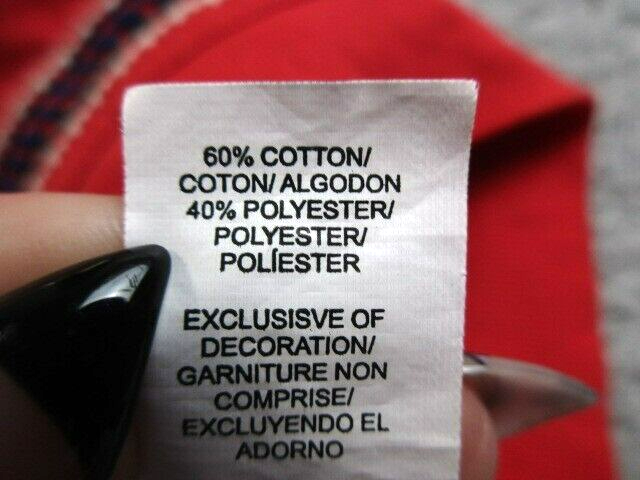 60% COTTON/
COTON/ ALGODON
40% POLYESTER/
POLYESTER/
POLÍESTER
EXCLUSISVE OF
DECORATION/
GARNITURE NON
COMPRISE/
EXCLUYENDO EL
ADORNO